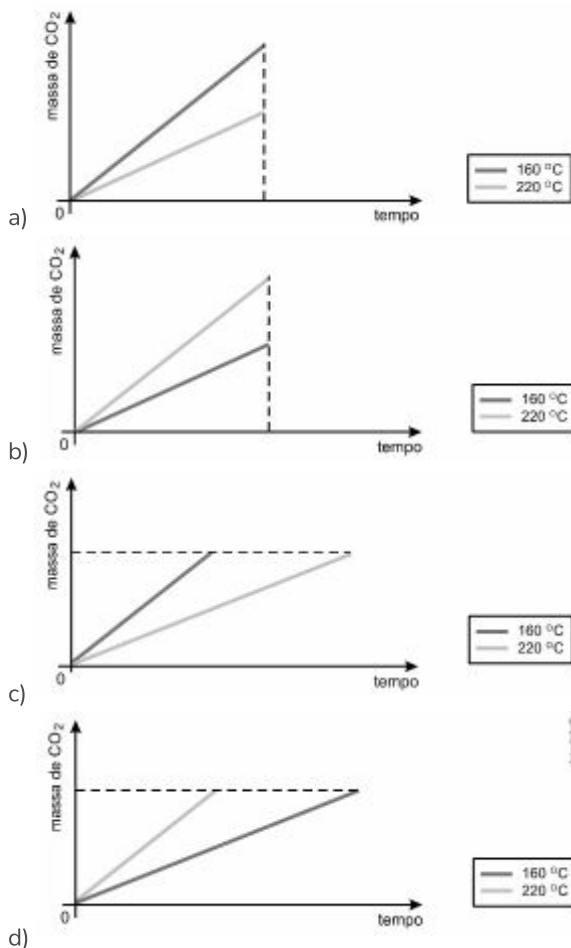 massa de CO2
0
tempo
160 °C
220 °C
a)
massa de CO2
0
tempo
160 °C
220 °C
b)
massa de CO2
0
tempo
160 °C
220 °C
c)
massa de CO2
0
tempo
160 °C
220 °C
d)